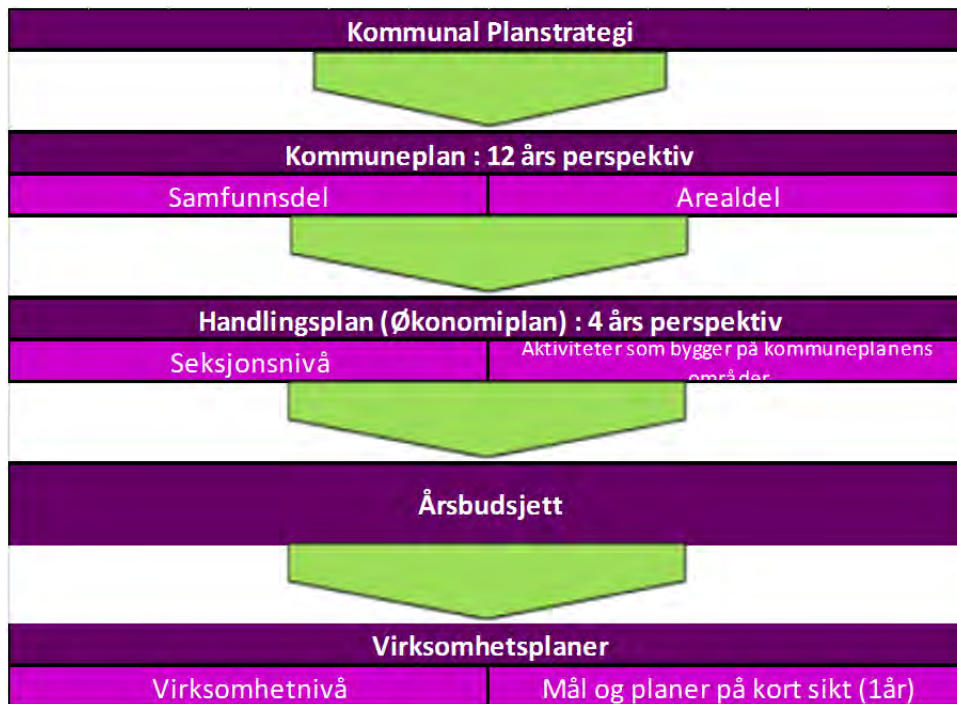 Kommunal Planstrategi
Kommuneplan : 12 års perspektiv
Samfunnsdel
Arealdel
Handlingsplan (Økonomiplan) : 4 års perspektiv
Seksjonsnivå
Aktiviteter som bygger på kommuneplanens
områder
Årsbudsjett
Virksomhetsplaner
Virksomhetnivå
Mål og planer på kort sikt (1år)